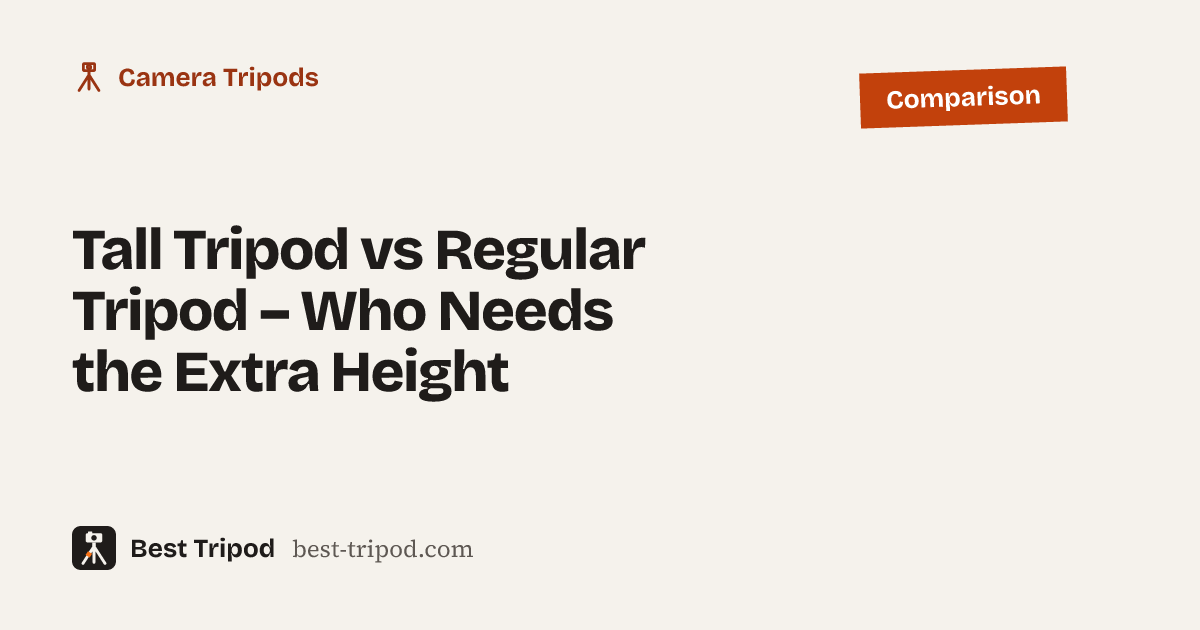 Camera Tripods
Comparison
Tall Tripod vs Regular
Tripod – Who Needs
the Extra Height
Best Tripod best-tripod.com